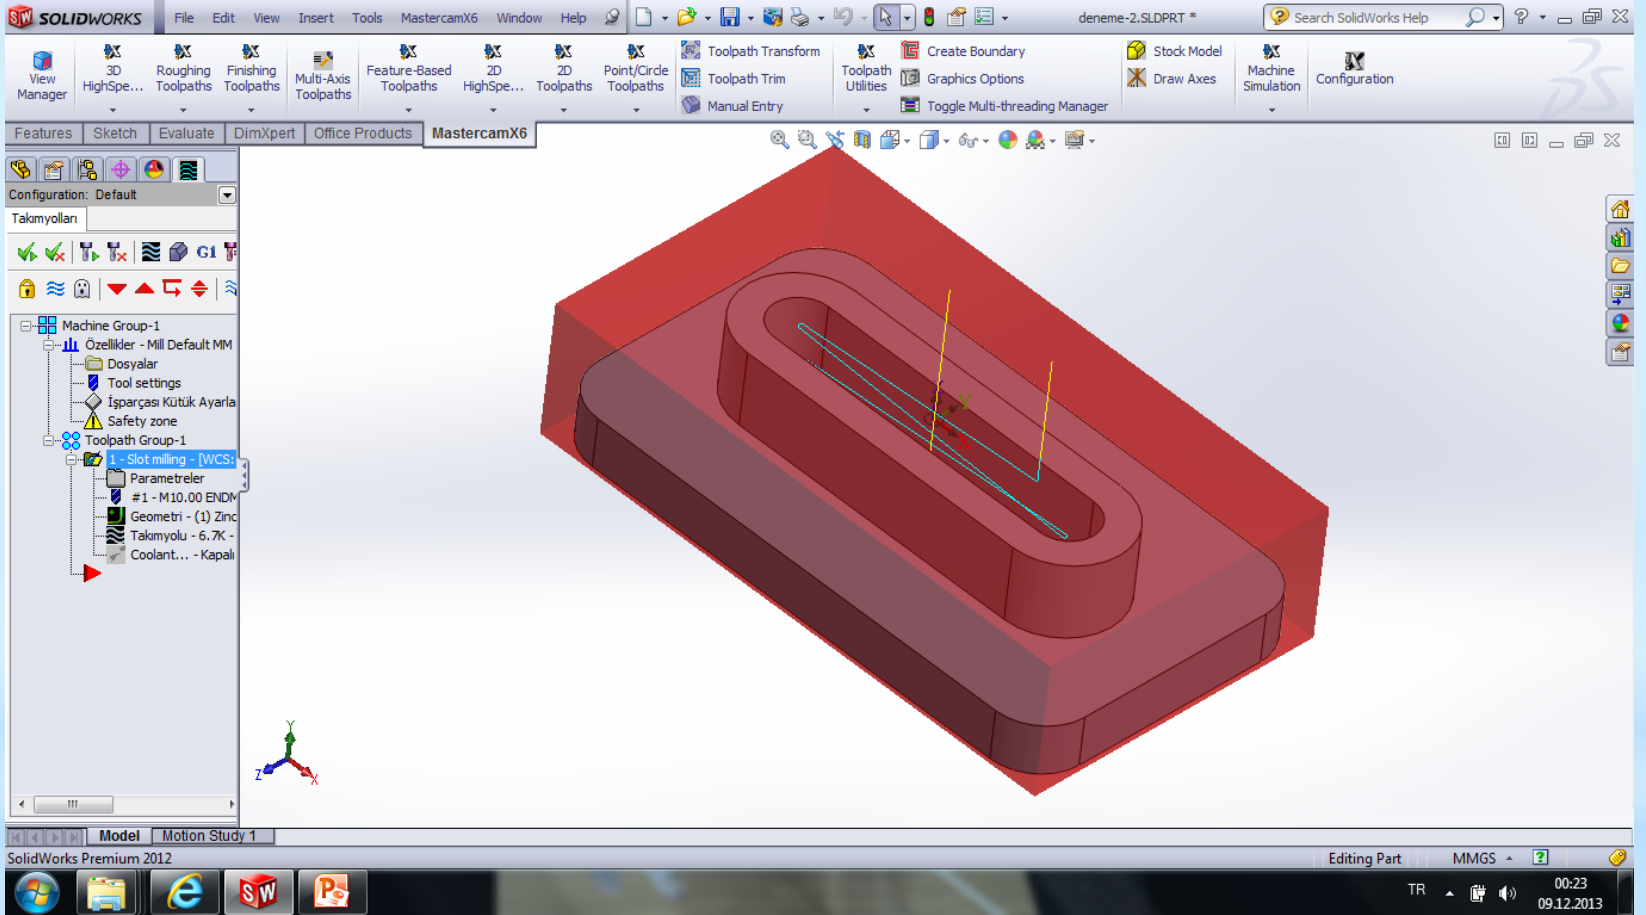 SW SOLIDWORKS File Edit View Insert Tools MastercamX6 Window Help deneme-2.SLDPRT * Search SolidWorks Help
View Manager
3D HighSpe...
Roughing Toolpaths
Finishing Toolpaths
Multi-Axis Toolpaths
Feature-Based Toolpaths
2D HighSpe...
2D Toolpaths
Point/Circle Toolpaths
Toolpath Transform
Toolpath Trim
Manual Entry
Toolpath Utilities
Create Boundary
Graphics Options
Toggle Multi-threading Manager
Stock Model
Draw Axes
Machine Simulation
Configuration
Features Sketch Evaluate DimXpert Office Products MastercamX6
Configuration: Default
Takımyolları
G1
Machine Group-1
Özellikler - Mill Default MM
Dosyalar
Tool settings
İşparçası Kütük Ayarla
Safety zone
Toolpath Group-1
1 - Slot milling - [WCS:
Parametreler
#1 - M10.00 ENDM
Geometri - (1) Zinc
Takımyolu - 6.7K -
Coolant... - Kapalı
Y
Y
Z
X
Model Motion Study 1
SolidWorks Premium 2012 Editing Part MMGS
SW
TR
00:23
09.12.2013